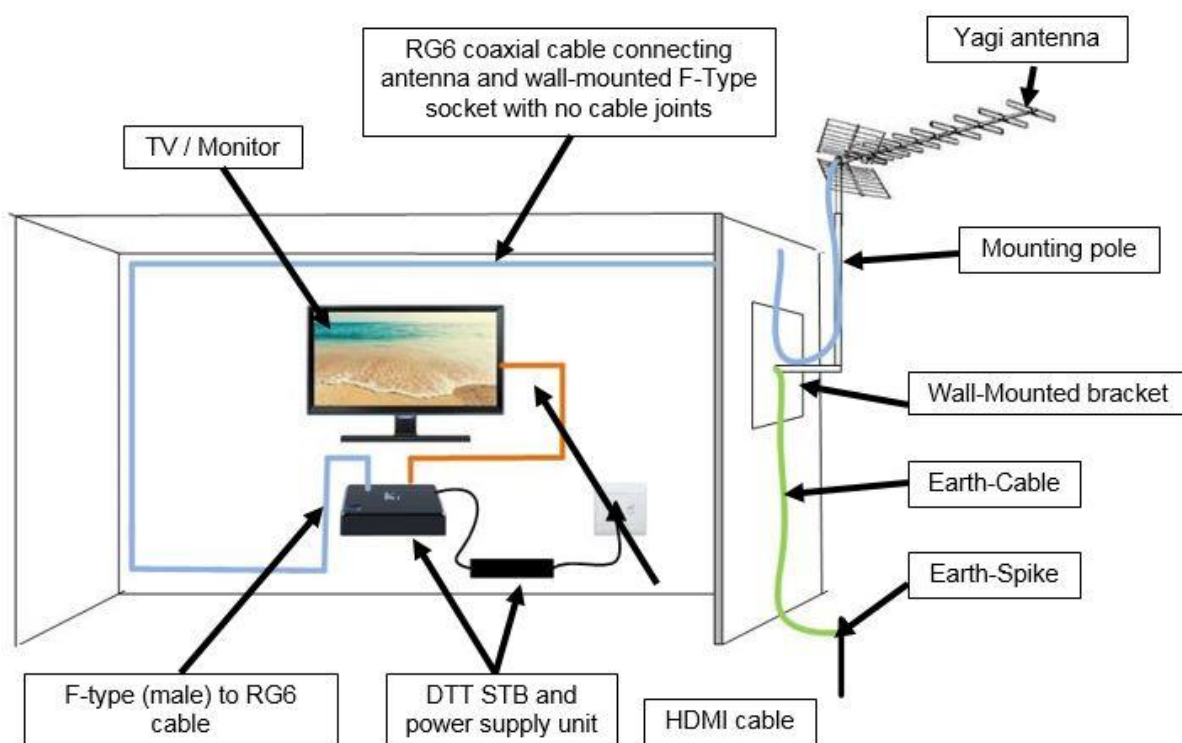 RG6 coaxial cable connecting
antenna and wall-mounted F-Type
socket with no cable joints
Yagi antenna
TV / Monitor
Mounting pole
Wall-Mounted bracket
Earth-Cable
Earth-Spike
F-type (male) to RG6
cable
DTT STB and
power supply unit
HDMI cable